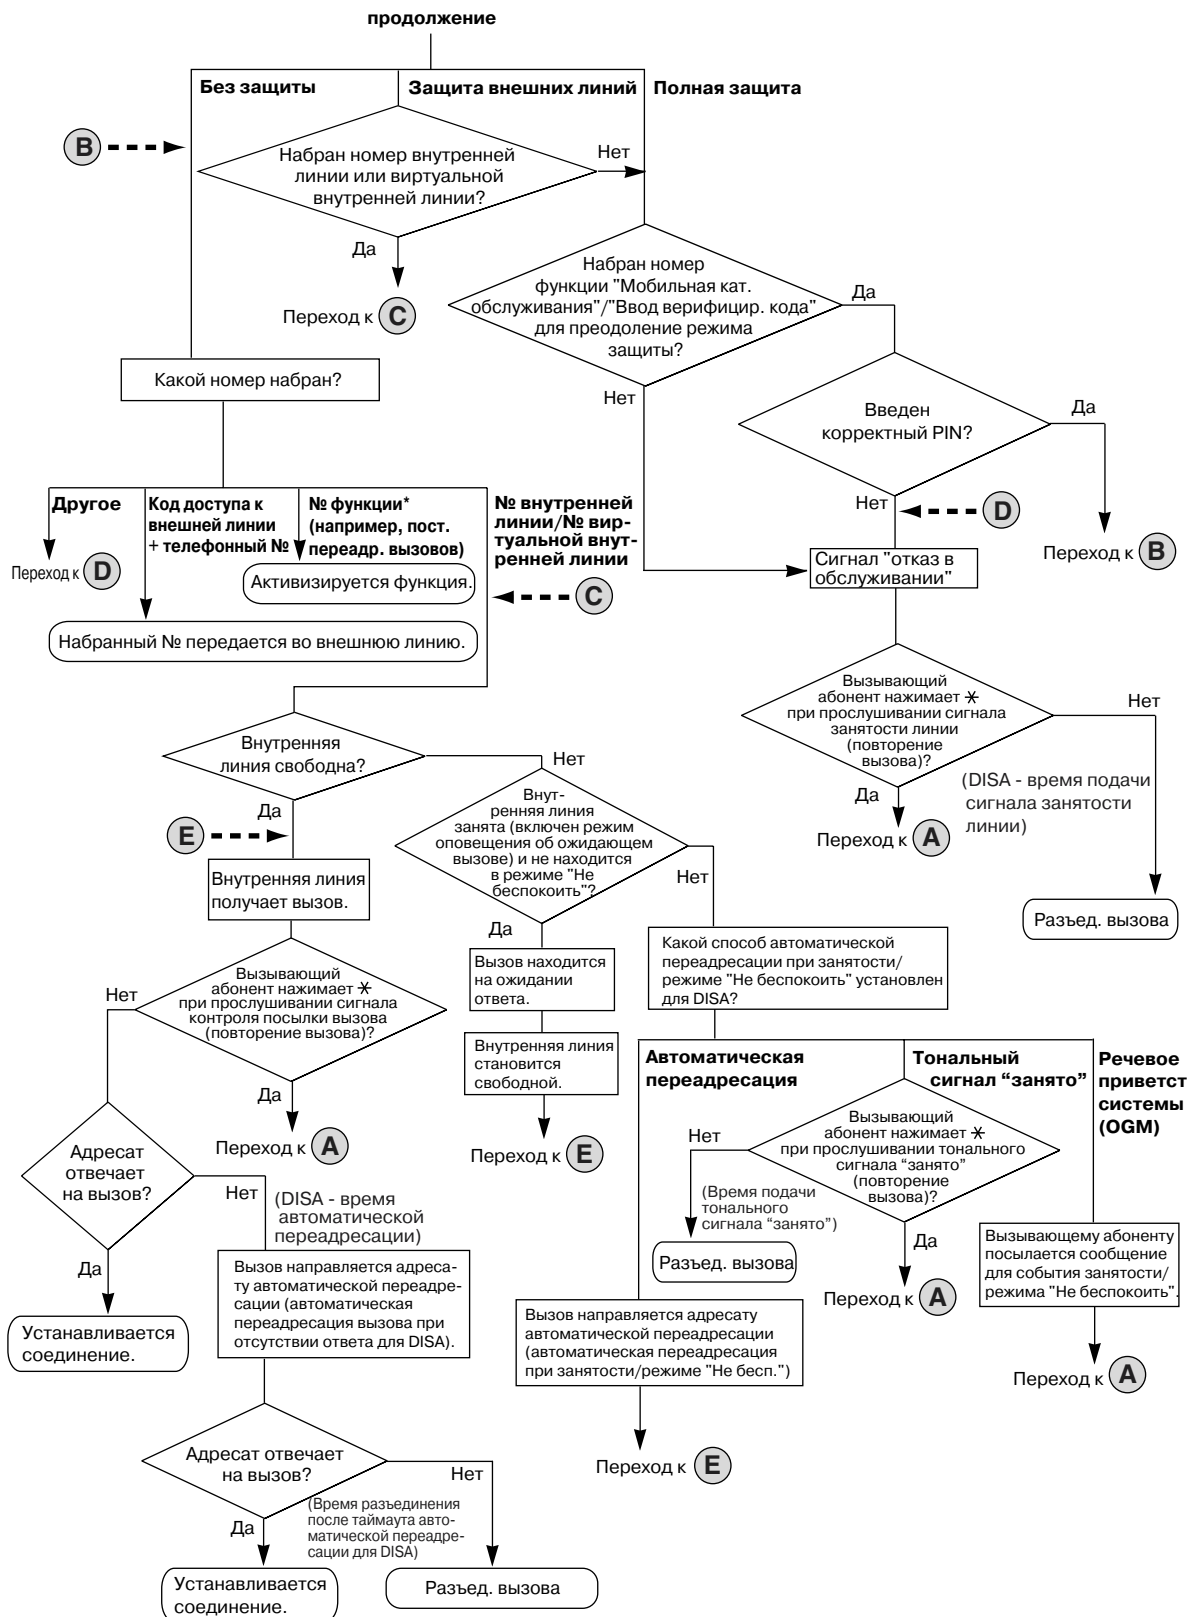 продолжение
Без защиты
Защита внешних линий
Полная защита
B
Набран номер внутренней
линии или виртуальной
внутренней линии?
Нет
Да
Переход к C
Набран номер
функции "Мобильная кат.
обслуживания"/"Ввод верифицир. кода"
для преодоление режима
защиты?
Да
Нет
Какой номер набран?
Введен
корректный PIN?
Да
Нет
D
Переход к B
Другое
Переход к D
Код доступа к
внешней линии
+ телефонный №
№ функции*
(например, пост.
переадр. вызовов)
Активизируется функция.
№ внутренней
линии/№ вир-
туальной внут-
ренней линии
C
Набранный № передается во внешнюю линию.
Сигнал "отказ в
обслуживании"
Вызывающий
абонент нажимает ✳
при прослушивании сигнала
занятости линии
(повторение
вызова)?
Нет
Да
Переход к A
(DISA - время подачи
сигнала занятости
линии)
Разъед. вызова
Внутренняя
линия свободна?
Нет
Да
E
Внутренняя линия
получает вызов.
Внут-
ренняя линия
занята (включен режим
оповещения об ожидающем
вызове) и не находится
в режиме "Не
беспокоить"?
Нет
Да
Вызов находится
на ожидании
ответа.
Внутренняя линия
становится
свободной.
Переход к E
Какой способ автоматической
переадресации при занятости/
режиме "Не беспокоить" установлен
для DISA?
Вызывающий
абонент нажимает ✳
при прослушивании сигнала
контроля посылки вызова
(повторение вызова)?
Нет
Да
Переход к A
Автоматическая
переадресация
Тональный
сигнал “занято”
Речевое
приветст
системы
(OGM)
Вызывающий
абонент нажимает ✳
при прослушивании тонального
сигнала “занято”
(повторение
вызова)?
Нет
(Время подачи
тонального
сигнала “занято”)
Разъед. вызова
Да
Переход к A
Вызывающему абоненту
посылается сообщение
для события занятости/
режима "Не беспокоить".
Переход к A
Вызов направляется адресату
автоматической переадресации
(автоматическая переадресация
при занятости/режиме "Не бесп.")
Переход к E
Адресат
отвечает
на вызов?
Нет
(DISA - время
автоматической
переадресации)
Да
Устанавливается
соединение.
Вызов направляется адреса-
ту автоматической переадре-
сации (автоматическая
переадресация вызова при
отсутствии ответа для DISA).
Адресат отвечает
на вызов?
Нет
(Время разъединения
после таймаута авто-
матической переадре-
сации для DISA)
Да
Устанавливается
соединение.
Разъед. вызова